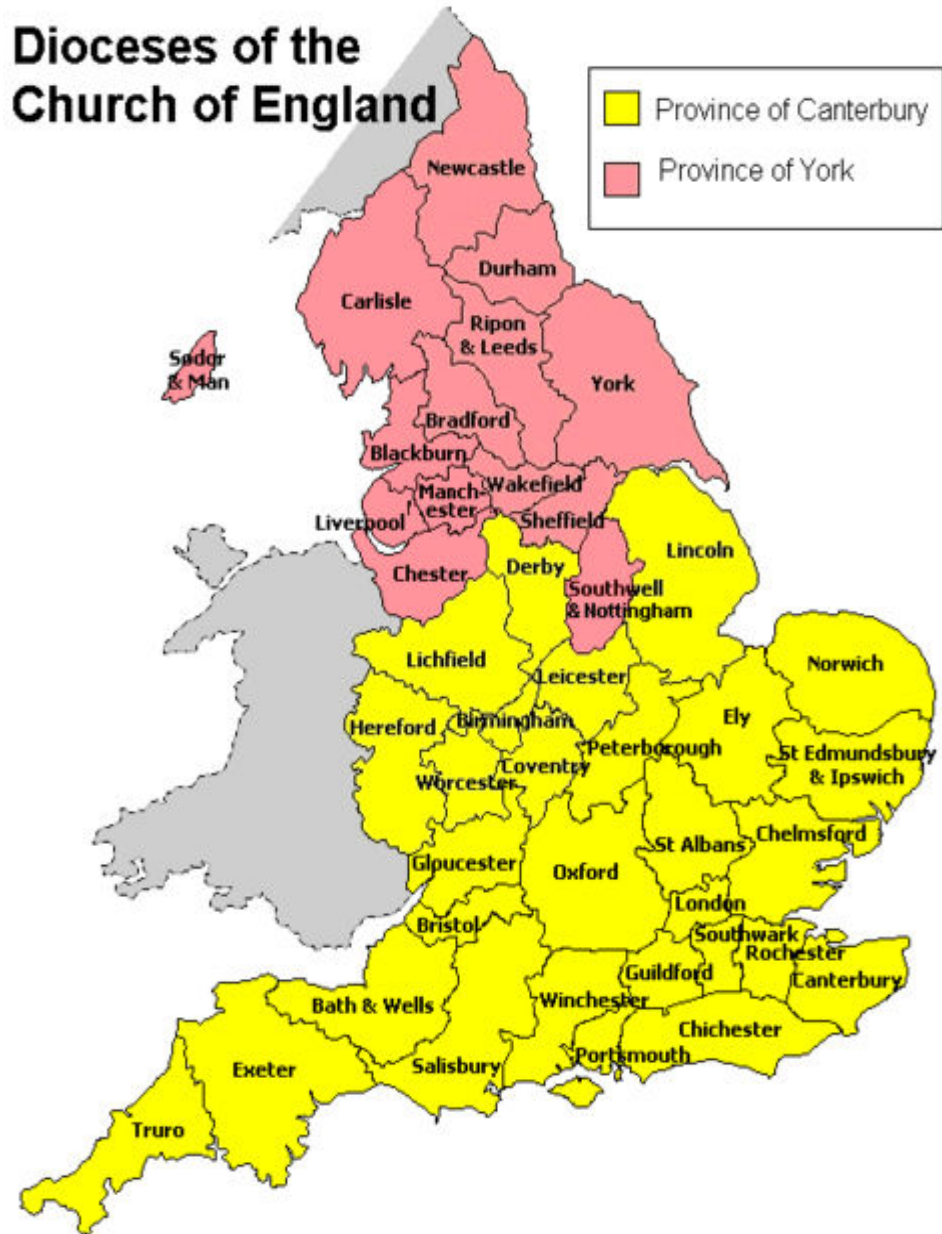 Dioceses of the
Church of England
Province of Canterbury
Province of York
Newcastle
Durham
Carlisle
Ripon
& Leeds
Sodor
& Man
York
Bradford
Blackburn
Wakefield
Manch-
ester
Liverpool
Sheffield
Lincoln
Derby
Chester
Southwell
& Nottingham
Lichfield
Leicester
Norwich
Ely
Hereford
Birmingham
Peterborough
St Edmundsbury
& Ipswich
Coventry
Worcester
Chelmsford
St Albans
Gloucester
Oxford
London
Bristol
Southwark
Rochester
Guildford
Canterbury
Bath & Wells
Winchester
Chichester
Portsmouth
Salisbury
Exeter
Truro